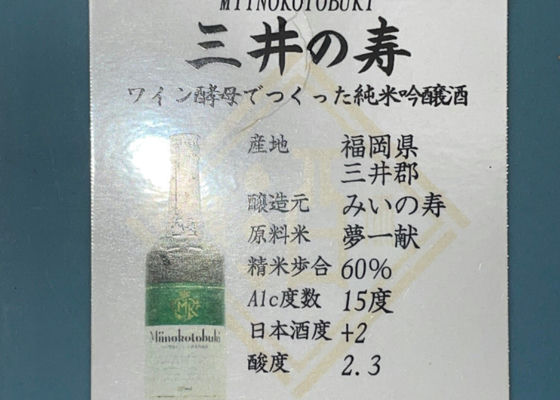 MIINOKOTOBUKI
三井の寿
ワイン酵母でつくった純米吟醸酒
産地 福岡県
三井郡
醸造元 みいの寿
原料米 夢一献
精米歩合 60%
Alc度数 15度
日本酒度 +2
酸度 2.3
Miinokotobuki